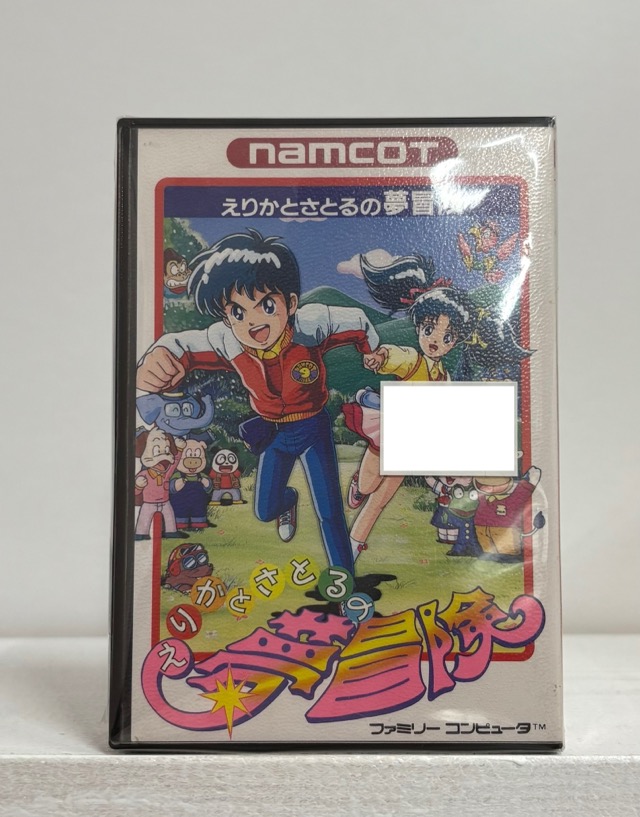 namcoT
えりかとさとるの夢冒険
えりかとさとるの
夢冒険
ファミリー コンピュータ™